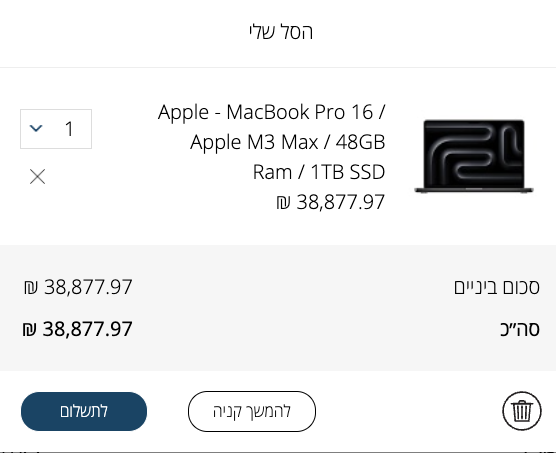 הסל שלי
Apple - MacBook Pro 16 /
Apple M3 Max / 48GB
Ram / 1TB SSD
38,877.97 ₪
1
סכום ביניים 38,877.97 ₪
סה״כ 38,877.97 ₪
להמשך קניה
לתשלום